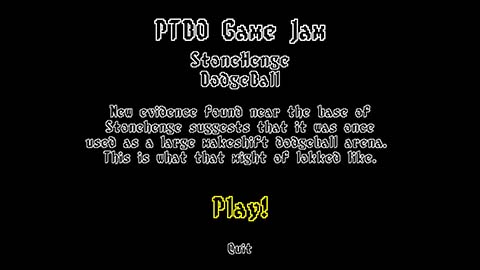 PTBO Game Jam
StoneHenge
DodgeBall
New evidence found near the base of
Stonehenge suggests that it was once
used as a large makeshift dodgeball arena.
This is what that might of lokked like.
Play!
Quit